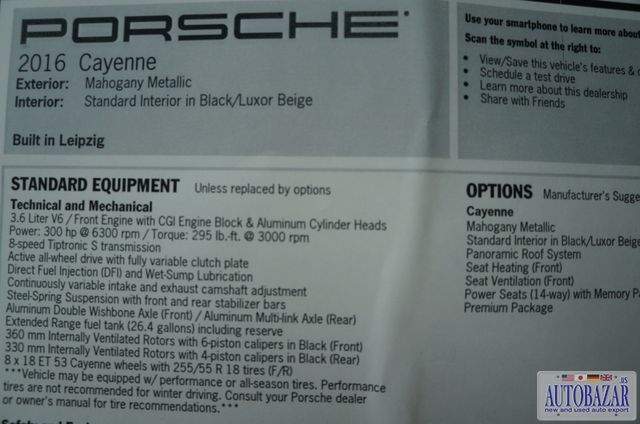 PORSCHE
2016 Cayenne
Exterior: Mahogany Metallic
Interior: Standard Interior in Black/Luxor Beige
Built in Leipzig
Use your smartphone to learn more about
Scan the symbol at the right to:
• View/Save this vehicle's features &
• Schedule a test drive
• Learn more about this dealership
• Share with Friends
STANDARD EQUIPMENT Unless replaced by options
Technical and Mechanical
3.6 Liter V6 / Front Engine with CGI Engine Block & Aluminum Cylinder Heads
Power: 300 hp @ 6300 rpm / Torque: 295 lb.-ft. @ 3000 rpm
8-speed Tiptronic S transmission
Active all-wheel drive with fully variable clutch plate
Direct Fuel Injection (DFI) and Wet-Sump Lubrication
Continuously variable intake and exhaust camshaft adjustment
Steel-Spring Suspension with front and rear stabilizer bars
Aluminum Double Wishbone Axle (Front) / Aluminum Multi-link Axle (Rear)
Extended Range fuel tank (26.4 gallons) including reserve
360 mm Internally Ventilated Rotors with 6-piston calipers in Black (Front)
330 mm Internally Ventilated Rotors with 4-piston calipers in Black (Rear)
8 x 18 ET 53 Cayenne wheels with 255/55 R 18 tires (F/R)
***Vehicle may be equipped w/ performance or all-season tires. Performance
tires are not recommended for winter driving. Consult your Porsche dealer
or owner's manual for tire recommendations.***
OPTIONS Manufacturer's Sugge
Cayenne
Mahogany Metallic
Standard Interior in Black/Luxor Beige
Panoramic Roof System
Seat Heating (Front)
Seat Ventilation (Front)
Power Seats (14-way) with Memory P
Premium Package
AUTOBAZAR.US
new and used auto export